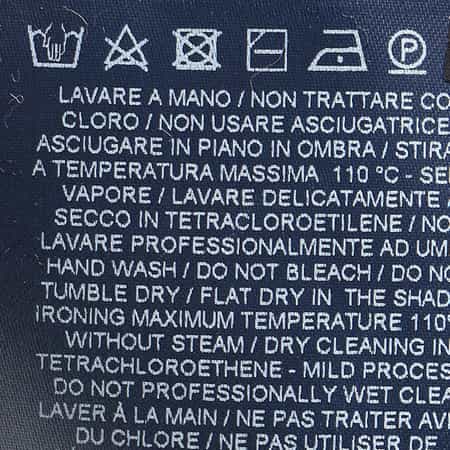 P
LAVARE A MANO / NON TRATTARE CO
CLORO / NON USARE ASCIUGATRICE
ASCIUGARE IN PIANO IN OMBRA / STIRA
A TEMPERATURA MASSIMA 110 °C - SE
VAPORE / LAVARE DELICATAMENTE
SECCO IN TETRACLOROETILENE / NO
LAVARE PROFESSIONALMENTE AD UM
HAND WASH / DO NOT BLEACH / DO NO
TUMBLE DRY / FLAT DRY IN THE SHAD
IRONING MAXIMUM TEMPERATURE 110°
WITHOUT STEAM / DRY CLEANING IN
TETRACHLOROETHENE - MILD PROCES
DO NOT PROFESSIONALLY WET CLEA
LAVER À LA MAIN / NE PAS TRAITER AVE
DU CHLORE / NE PAS UTILISER DE